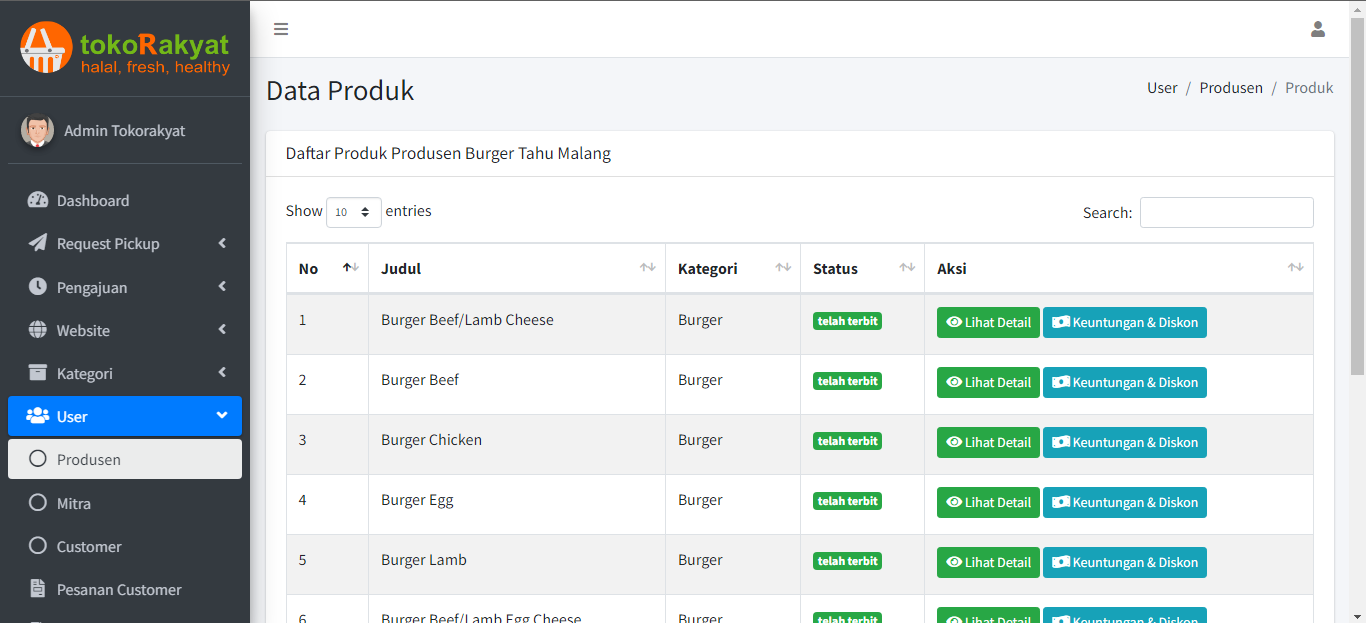 tokoRakyat
halal, fresh, healthy
Admin Tokorakyat
Dashboard
Request Pickup
Pengajuan
Website
Kategori
User
Produsen
Mitra
Customer
Pesanan Customer
Data Produk
User / Produsen / Produk
Daftar Produk Produsen Burger Tahu Malang
Show 10 entries
Search:
No Judul Kategori Status Aksi
1 Burger Beef/Lamb Cheese Burger telah terbit Lihat Detail Keuntungan & Diskon
2 Burger Beef Burger telah terbit Lihat Detail Keuntungan & Diskon
3 Burger Chicken Burger telah terbit Lihat Detail Keuntungan & Diskon
4 Burger Egg Burger telah terbit Lihat Detail Keuntungan & Diskon
5 Burger Lamb Burger telah terbit Lihat Detail Keuntungan & Diskon
6 Burger Beef/Lamb Egg Cheese Burger telah terbit Lihat Detail Keuntungan & Diskon